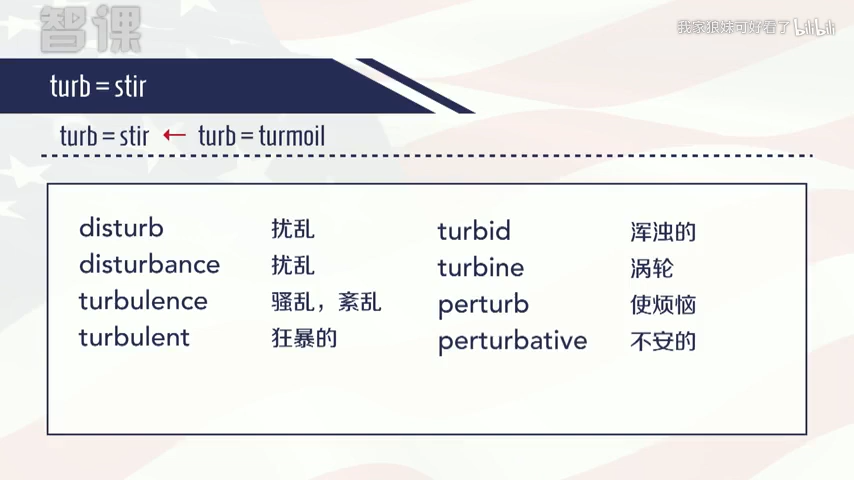 智课
我家狼妹可好看了 bilibili
turb = stir
turb = stir ← turb = turmoil
disturb 扰乱
disturbance 扰乱
turbulence 骚乱，紊乱
turbulent 狂暴的
turbid 浑浊的
turbine 涡轮
perturb 使烦恼
perturbative 不安的